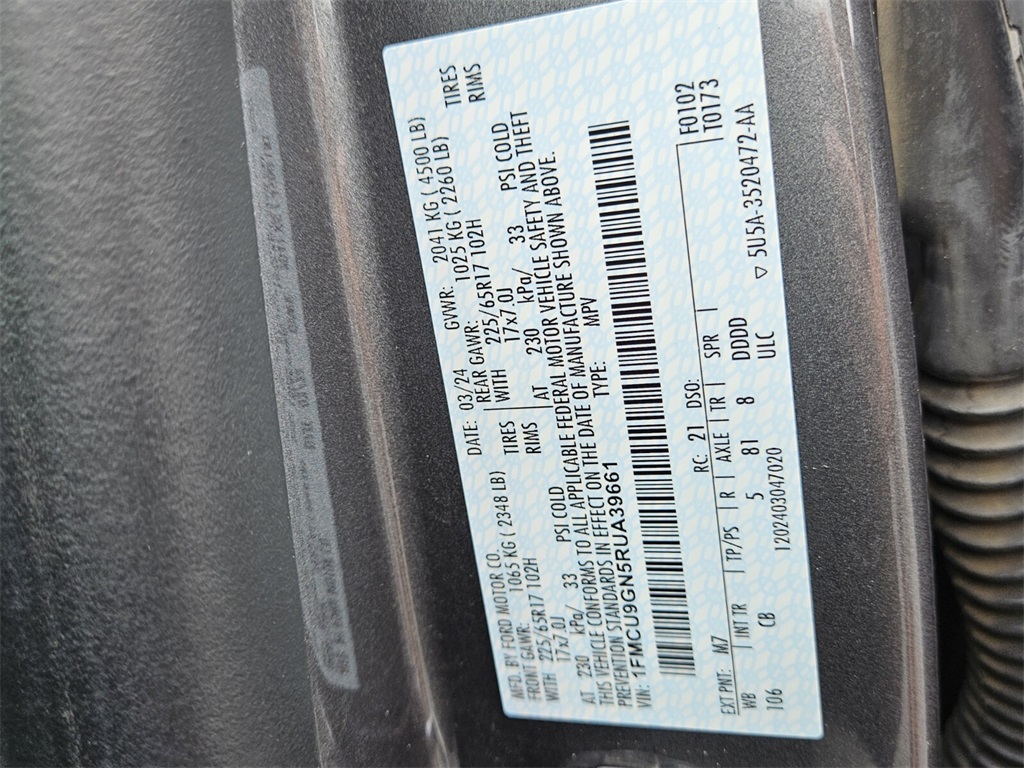 MFD. BY FORD MOTOR CO. DATE: 03/24 GVWR: 2041 KG ( 4500 LB)
FRONT GAWR: 1065 KG ( 2348 LB) REAR GAWR: 1025 KG ( 2260 LB)
WITH 225/65R17 102H TIRES WITH 225/65R17 102H TIRES
17x7.0J RIMS 17x7.0J RIMS
AT 230 kPa/ 33 PSI COLD AT 230 kPa/ 33 PSI COLD
THIS VEHICLE CONFORMS TO ALL APPLICABLE FEDERAL MOTOR VEHICLE SAFETY AND THEFT
PREVENTION STANDARDS IN EFFECT ON THE DATE OF MANUFACTURE SHOWN ABOVE.
VIN: 1FMCU9GN5RUA39661 TYPE: MPV
EXT PNT: M7 RC: 21 DSO: F0102
WB INT TR TP/PS R AXLE TR SPR T0173
106 CB 5 81 8 DDDD
1202403047020 ULC ▽ 5U5A-3520472-AA